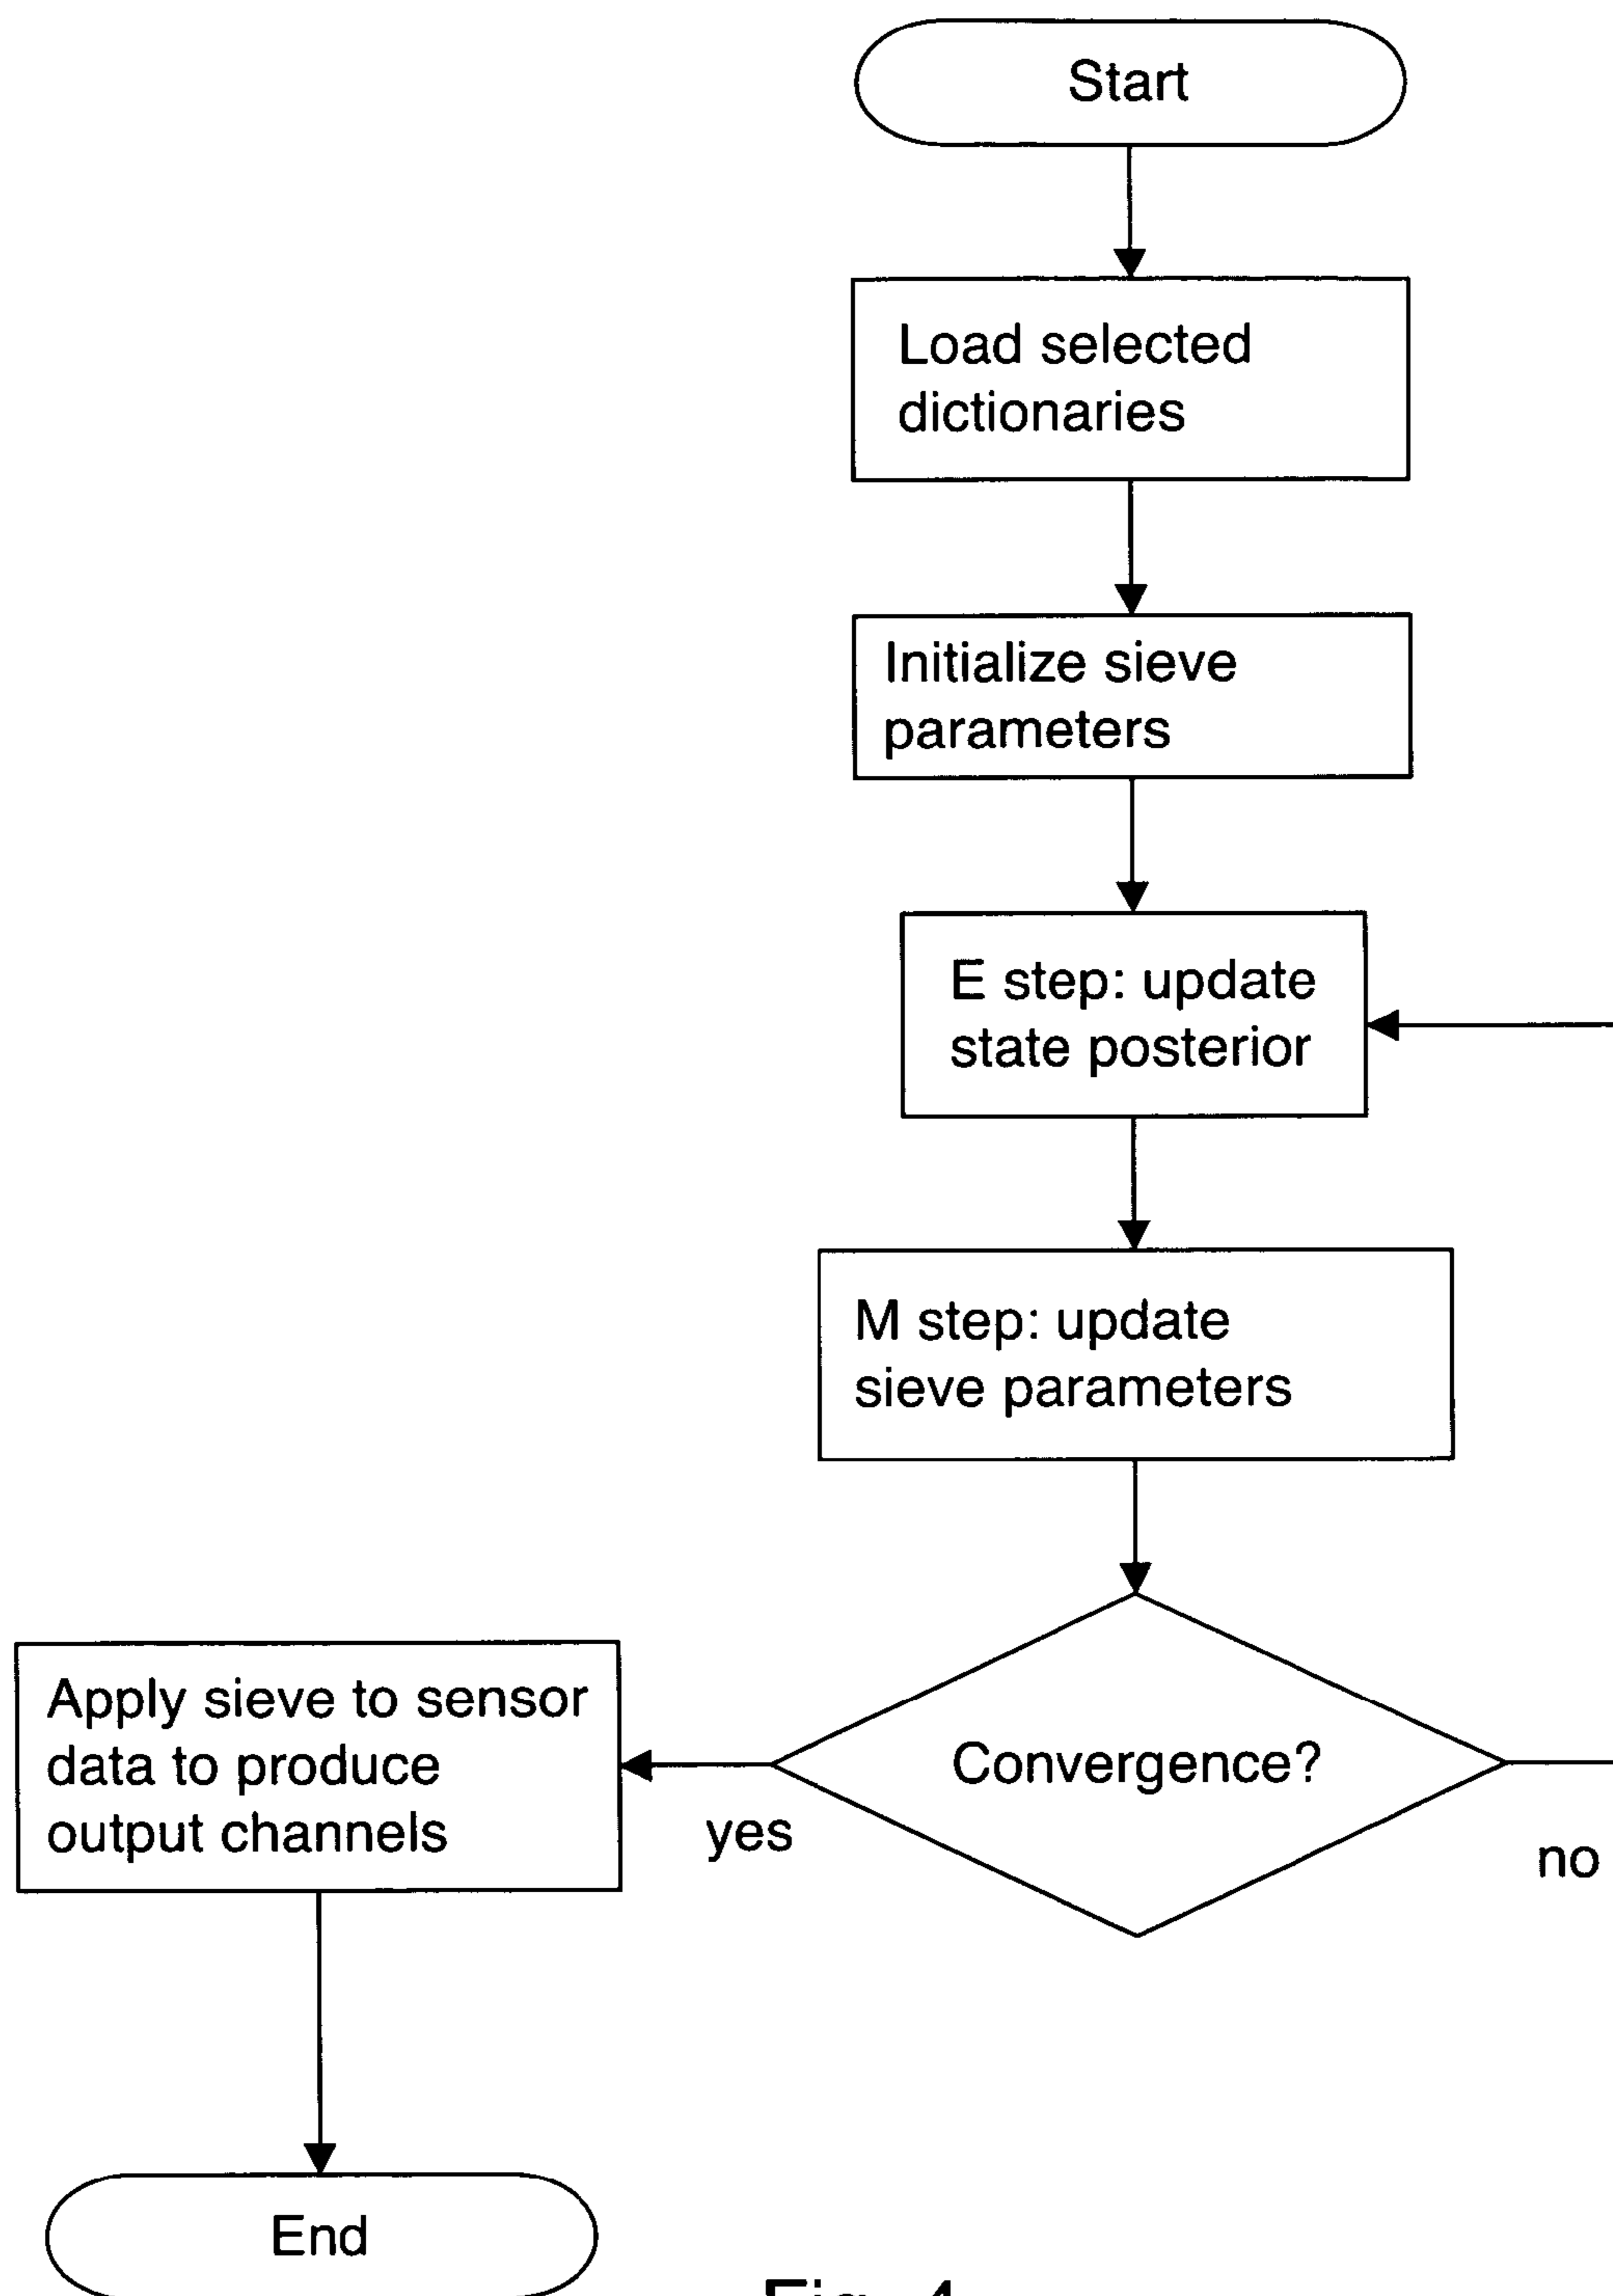 Start
Load selected
dictionaries
Initialize sieve
parameters
E step: update
state posterior
M step: update
sieve parameters
Convergence?
yes
no
Apply sieve to sensor
data to produce
output channels
End